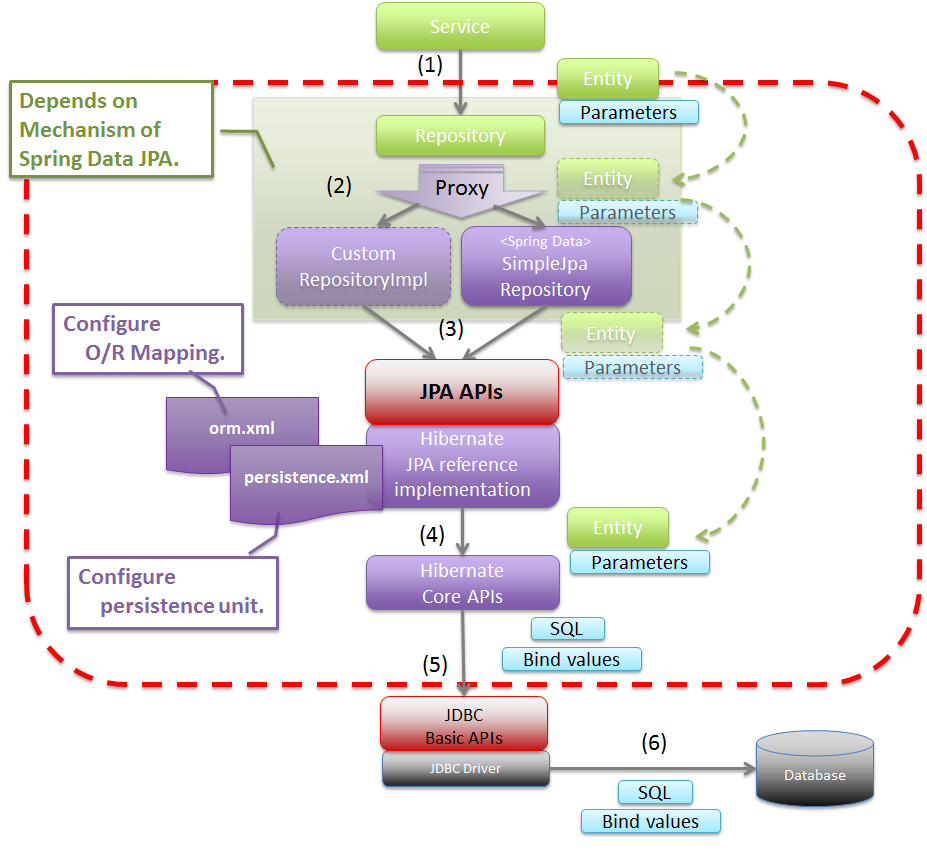 Service
(1)
Entity
Parameters
Depends on
Mechanism of
Spring Data JPA.
Repository
(2)
Proxy
Entity
Parameters
Custom
RepositoryImpl
<Spring Data>
SimpleJpa
Repository
Configure
O/R Mapping.
(3)
Entity
Parameters
JPA APIs
orm.xml
Hibernate
JPA reference
implementation
persistence.xml
(4)
Entity
Parameters
Configure
persistence unit.
Hibernate
Core APIs
SQL
Bind values
(5)
JDBC
Basic APIs
JDBC Driver
(6)
Database
SQL
Bind values